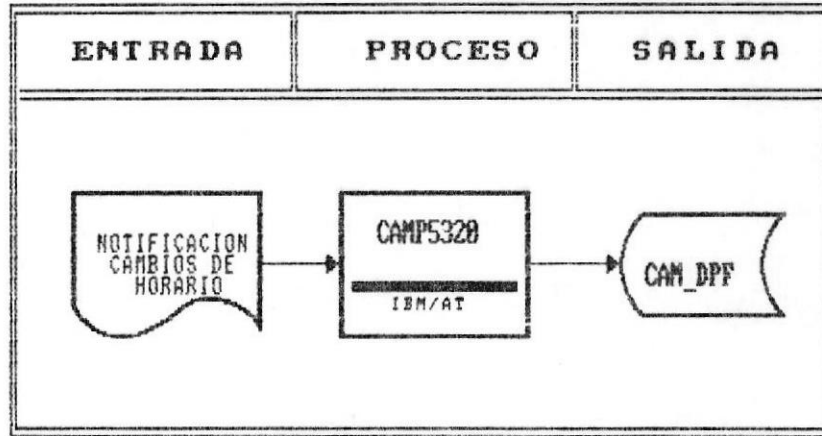 ENTRADA
PROCESO
SALIDA
NOTIFICACION
CAMBIOS DE
HORARIO
CAMP5320
IBM/AT
CAM_DPF